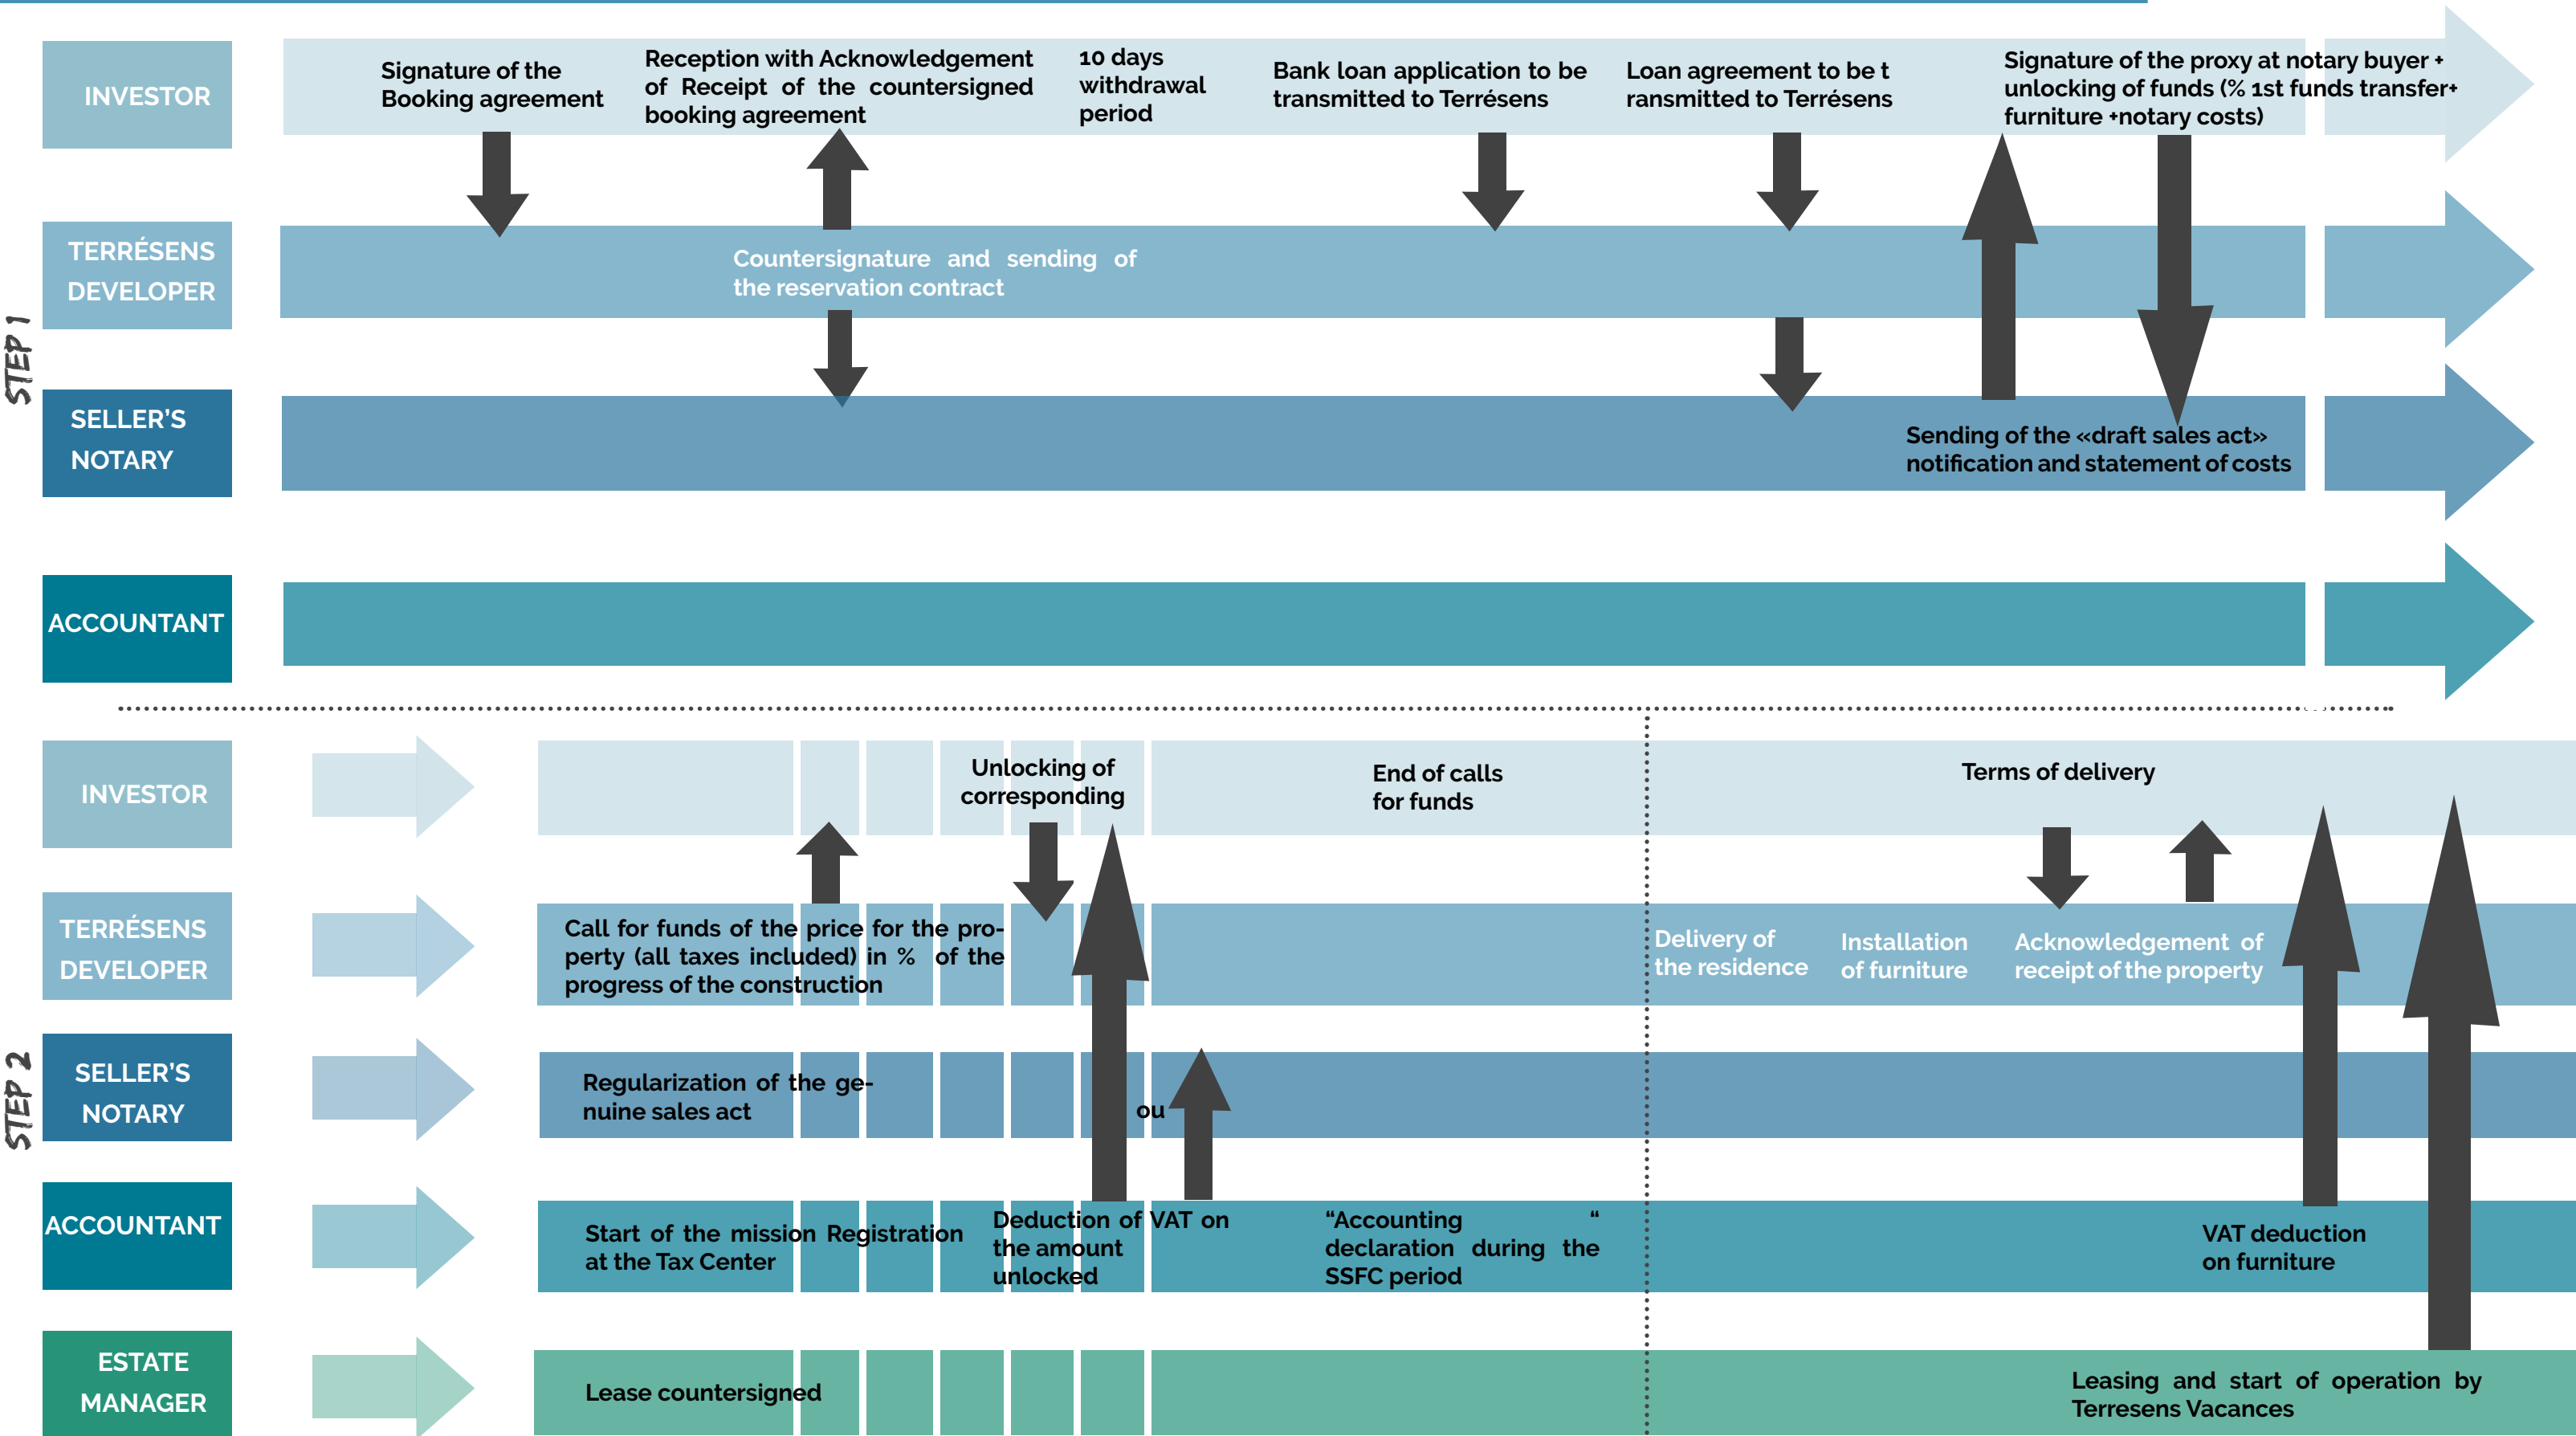 STEP 1
INVESTOR
Signature of the
Booking agreement
Reception with Acknowledgement
of Receipt of the countersigned
booking agreement
10 days
withdrawal
period
Bank loan application to be
transmitted to Terrésens
Loan agreement to be t
ransmitted to Terrésens
Signature of the proxy at notary buyer +
unlocking of funds (% 1st funds transfer+
furniture +notary costs)
TERRÉSENS
DEVELOPER
Countersignature and sending of
the reservation contract
SELLER’S
NOTARY
Sending of the «draft sales act»
notification and statement of costs
ACCOUNTANT
STEP 2
INVESTOR
Unlocking of
corresponding
End of calls
for funds
Terms of delivery
TERRÉSENS
DEVELOPER
Call for funds of the price for the pro-
perty (all taxes included) in % of the
progress of the construction
Delivery of
the residence
Installation
of furniture
Acknowledgement of
receipt of the property
SELLER’S
NOTARY
Regularization of the ge-
nuine sales act
ou
ACCOUNTANT
Start of the mission Registration
at the Tax Center
Deduction of VAT on
the amount
unlocked
“Accounting “
declaration during the
SSFC period
VAT deduction
on furniture
ESTATE
MANAGER
Lease countersigned
Leasing and start of operation by
Terresens Vacances